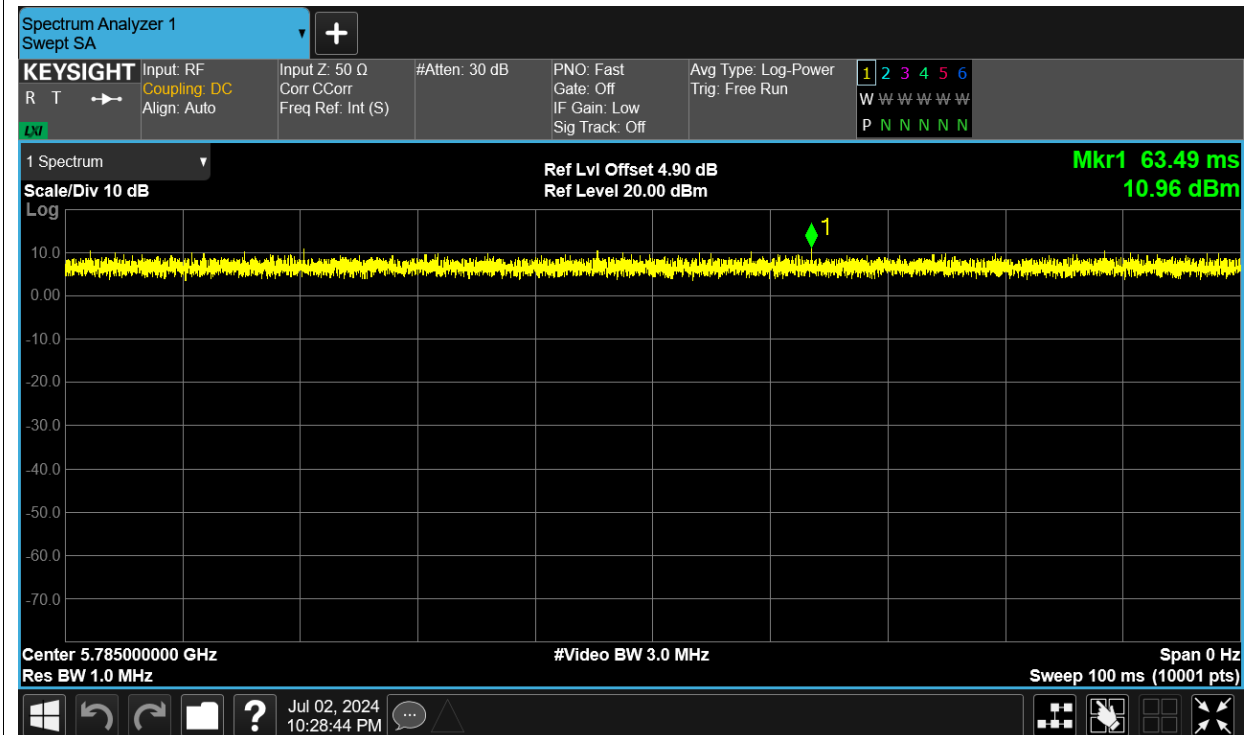 Spectrum Analyzer 1
Swept SA
KEYSIGHT
R T
LXI
Input: RF
Coupling: DC
Align: Auto
Input Z: 50 Ω
Corr CCorr
Freq Ref: Int (S)
#Atten: 30 dB
PNO: Fast
Gate: Off
IF Gain: Low
Sig Track: Off
Avg Type: Log-Power
Trig: Free Run
1 2 3 4 5 6
W W W W W W
P N N N N N
1 Spectrum
Scale/Div 10 dB
Ref Lvl Offset 4.90 dB
Ref Level 20.00 dBm
Mkr1 63.49 ms
10.96 dBm
Log
1
10.0
0.00
-10.0
-20.0
-30.0
-40.0
-50.0
-60.0
-70.0
Center 5.785000000 GHz
#Video BW 3.0 MHz
Span 0 Hz
Res BW 1.0 MHz
Sweep 100 ms (10001 pts)
?
Jul 02, 2024
10:28:44 PM